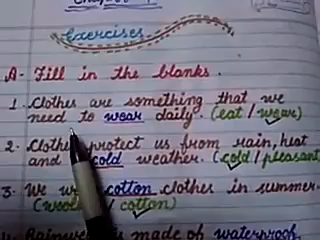 Exercises
A- Fill in the blanks.
1. Clothes are something that we
need to wear daily. (eat / wear)
2. Clothes protect us from rain, heat
and cold weather. (cold / pleasant
3. We cotton clothes in summer.
cotton)
is made of waterproof